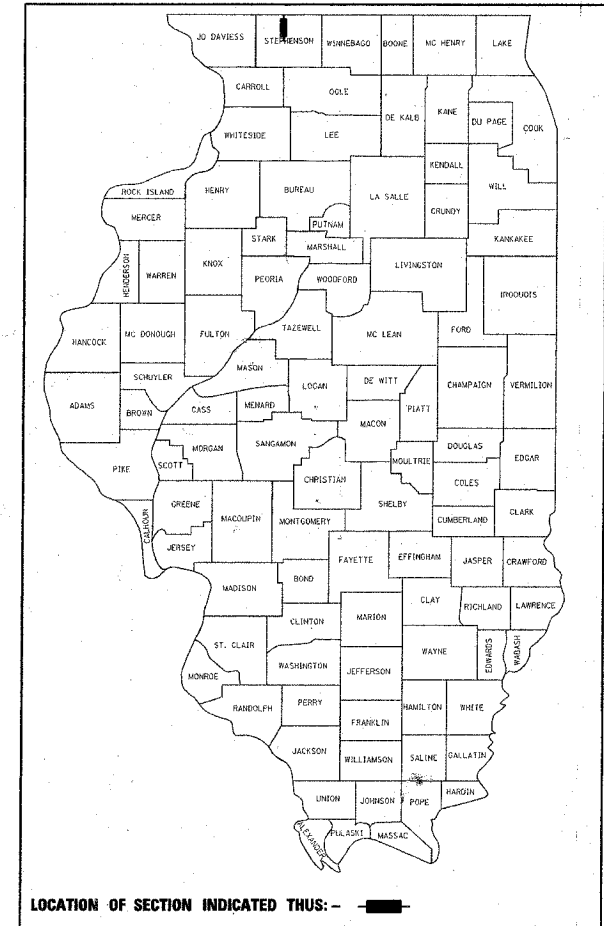 JO DAVIESS STEPHENSON WINNEBAGO BOONE MC HENRY LAKE
CARROLL OGLE
DE KALB KANE DU PAGE COOK
WHITESIDE LEE
KENDALL WILL
ROCK ISLAND HENRY BUREAU LA SALLE GRUNDY
MERCER PUTNAM
STARK MARSHALL KANKAKEE
HENDERSON WARREN KNOX PEORIA WOODFORD LIVINGSTON IROQUOIS
HANCOCK MC DONOUGH FULTON TAZEWELL MC LEAN FORD
SCHUYLER MASON LOGAN DE WITT CHAMPAIGN VERMILION
ADAMS BROWN CASS MENARD MACON PIATT
PIKE SCOTT MORGAN SANGAMON MOULTRIE DOUGLAS EDGAR
CHRISTIAN COLES
CALHOUN GREENE MACOUPIN MONTGOMERY SHELBY CUMBERLAND CLARK
JERSEY FAYETTE EFFINGHAM JASPER CRAWFORD
MADISON BOND
CLINTON MARION CLAY RICHLAND LAWRENCE
ST. CLAIR WAYNE EDWARDS WABASH
MONROE WASHINGTON JEFFERSON
RANDOLPH PERRY HAMILTON WHITE
FRANKLIN
JACKSON WILLIAMSON SALINE GALLATIN
UNION JOHNSON POPE HARDIN
ALEXANDER PULASKI MASSAC
LOCATION OF SECTION INDICATED THUS: -